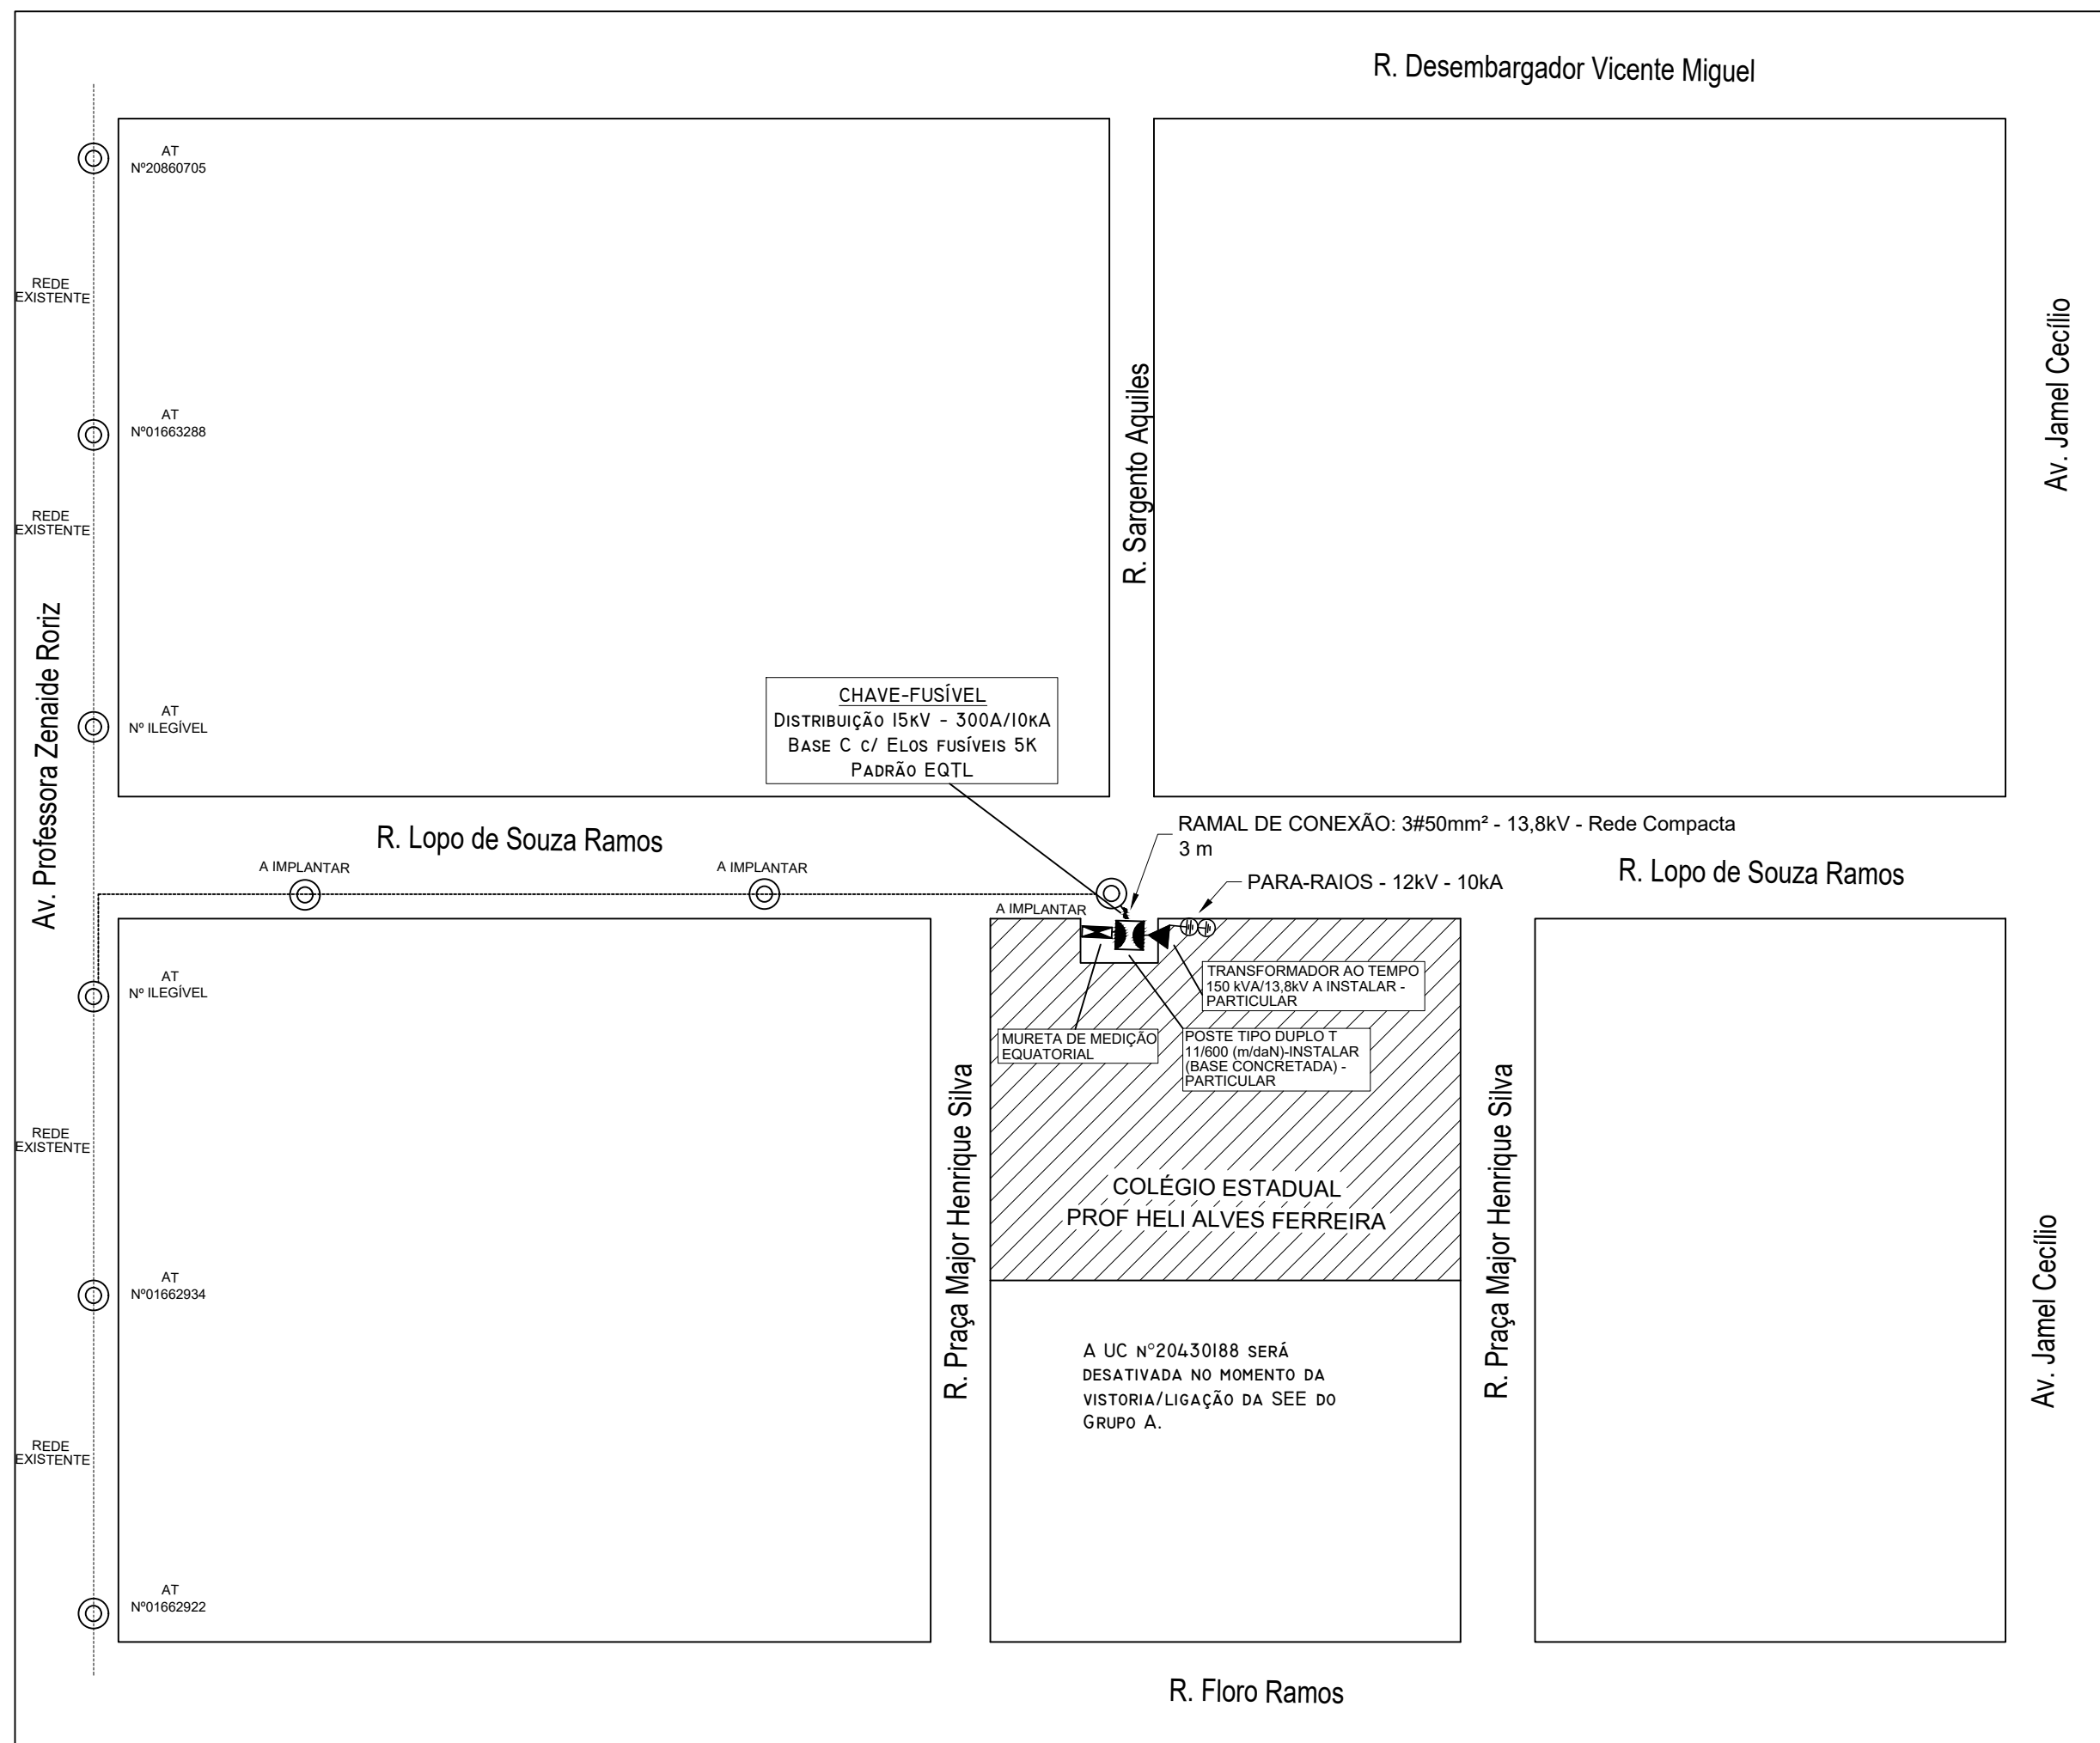 R. Desembargador Vicente Miguel
AT
Nº20860705
REDE
EXISTENTE
AT
Nº01663288
REDE
EXISTENTE
Av. Professora Zenaide Roriz
AT
Nº ILEGÍVEL
R. Sargento Aquiles
Av. Jamel Cecílio
CHAVE-FUSÍVEL
DISTRIBUIÇÃO 15KV - 300A/10KA
BASE C C/ ELOS FUSÍVEIS 5K
PADRÃO EQTL
R. Lopo de Souza Ramos
RAMAL DE CONEXÃO: 3#50mm² - 13,8kV - Rede Compacta
3 m
A IMPLANTAR
A IMPLANTAR
PARA-RAIOS - 12kV - 10kA
R. Lopo de Souza Ramos
A IMPLANTAR
AT
Nº ILEGÍVEL
TRANSFORMADOR AO TEMPO
150 kVA/13,8kV A INSTALAR -
PARTICULAR
MURETA DE MEDIÇÃO
EQUATORIAL
POSTE TIPO DUPLO T
11/600 (m/daN)-INSTALAR
(BASE CONCRETADA) -
PARTICULAR
REDE
EXISTENTE
R. Praça Major Henrique Silva
COLÉGIO ESTADUAL
PROF HELI ALVES FERREIRA
R. Praça Major Henrique Silva
Av. Jamel Cecílio
AT
Nº01662934
A UC N°20430188 SERÁ
DESATIVADA NO MOMENTO DA
VISTORIA/LIGAÇÃO DA SEE DO
GRUPO A.
REDE
EXISTENTE
AT
Nº01662922
R. Floro Ramos